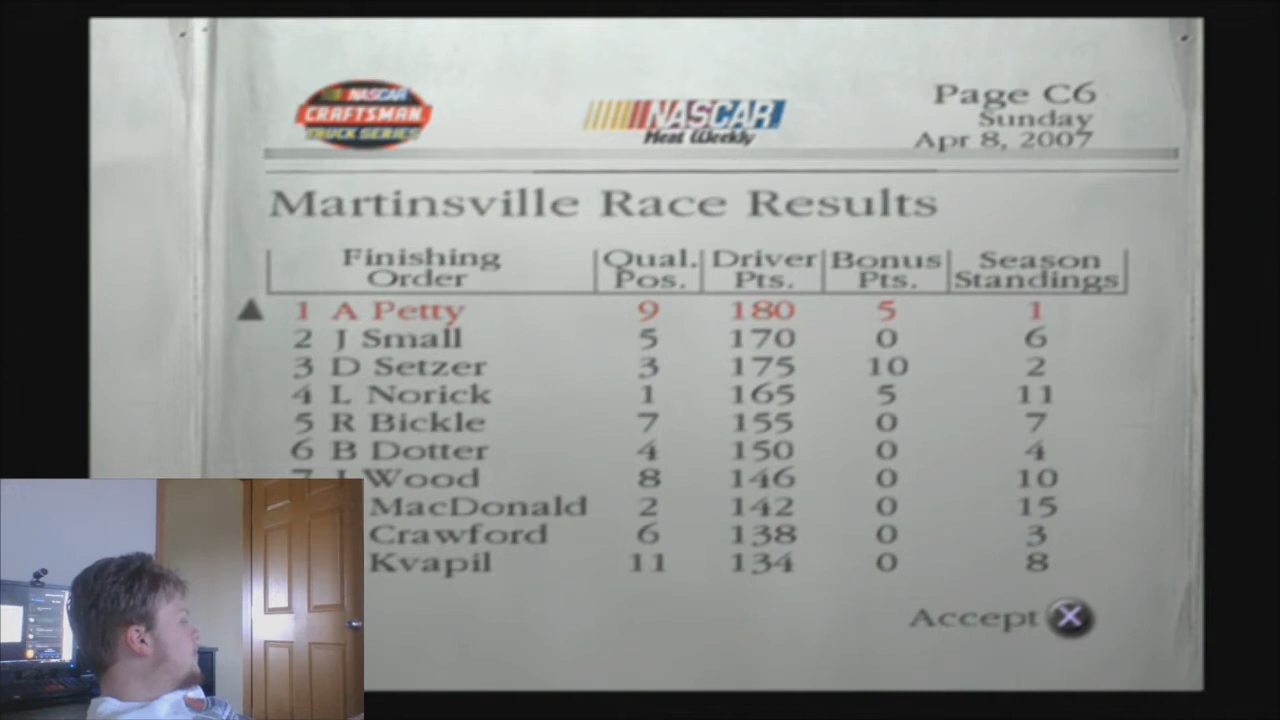 NASCAR
CRAFTSMAN
TRUCK SERIES
NASCAR
Heat Weekly
Page C6
Sunday
Apr 8, 2007
Martinsville Race Results
Finishing Order Qual. Pos. Driver Pts. Bonus Pts. Season Standings
1 A Petty 9 180 5 1
2 J Small 5 170 0 6
3 D Setzer 3 175 10 2
4 L Norick 1 165 5 11
5 R Bickle 7 155 0 7
6 B Dotter 4 150 0 4
7 J Wood 8 146 0 10
MacDonald 2 142 0 15
Crawford 6 138 0 3
Kvapil 11 134 0 8
Accept X